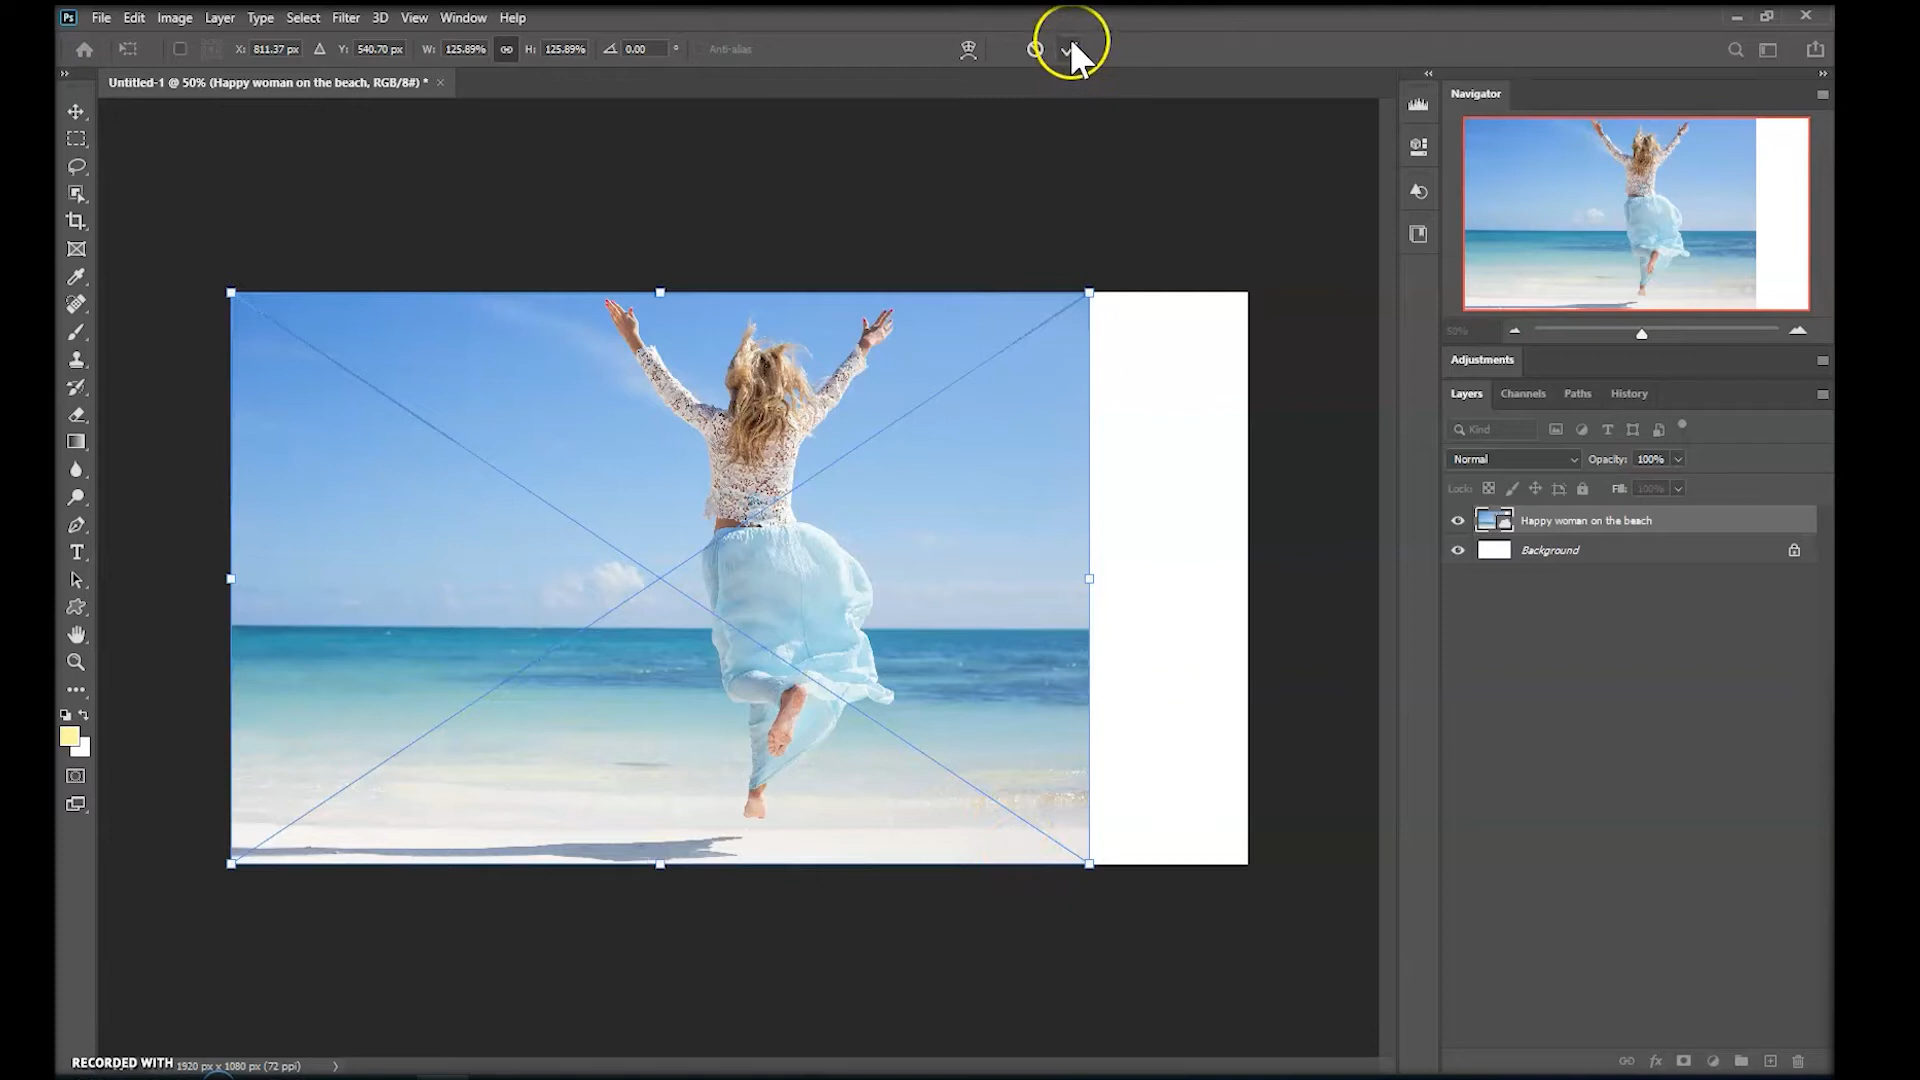 Ps File Edit Image Layer Type Select Filter 3D View Window Help
X: 811.37 px Y: 540.70 px W: 125.89% H: 125.89% 0.00 ° Anti-alias
Untitled-1 @ 50% (Happy woman on the beach, RGB/8#) * ×
Navigator
50%
Adjustments
Layers Channels Paths History
Kind
Normal Opacity: 100%
Lock: Fill: 100%
Happy woman on the beach
Background
RECORDED WITH 1920 px x 1080 px (72 ppi)